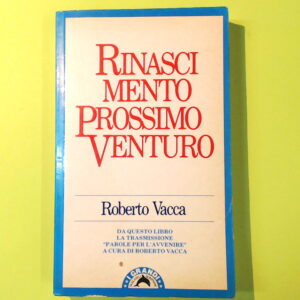 RINASCI
MENTO
PROSSIMO
VENTURO
Roberto Vacca
DA QUESTO LIBRO
LA TRASMISSIONE
"PAROLE PER L'AVVENIRE"
A CURA DI ROBERTO VACCA
I GRANDI